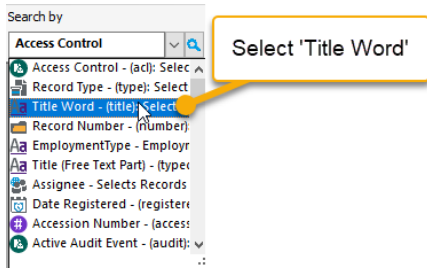 Search by
Access Control
Select 'Title Word'
Access Control - (acl): Selec
Record Type - (type): Select
Title Word - (title): Select
Record Number - (number):
EmploymentType - Employr
Title (Free Text Part) - (typec
Assignee - Selects Records
Date Registered - (registere
Accession Number - (access
Active Audit Event - (audit):